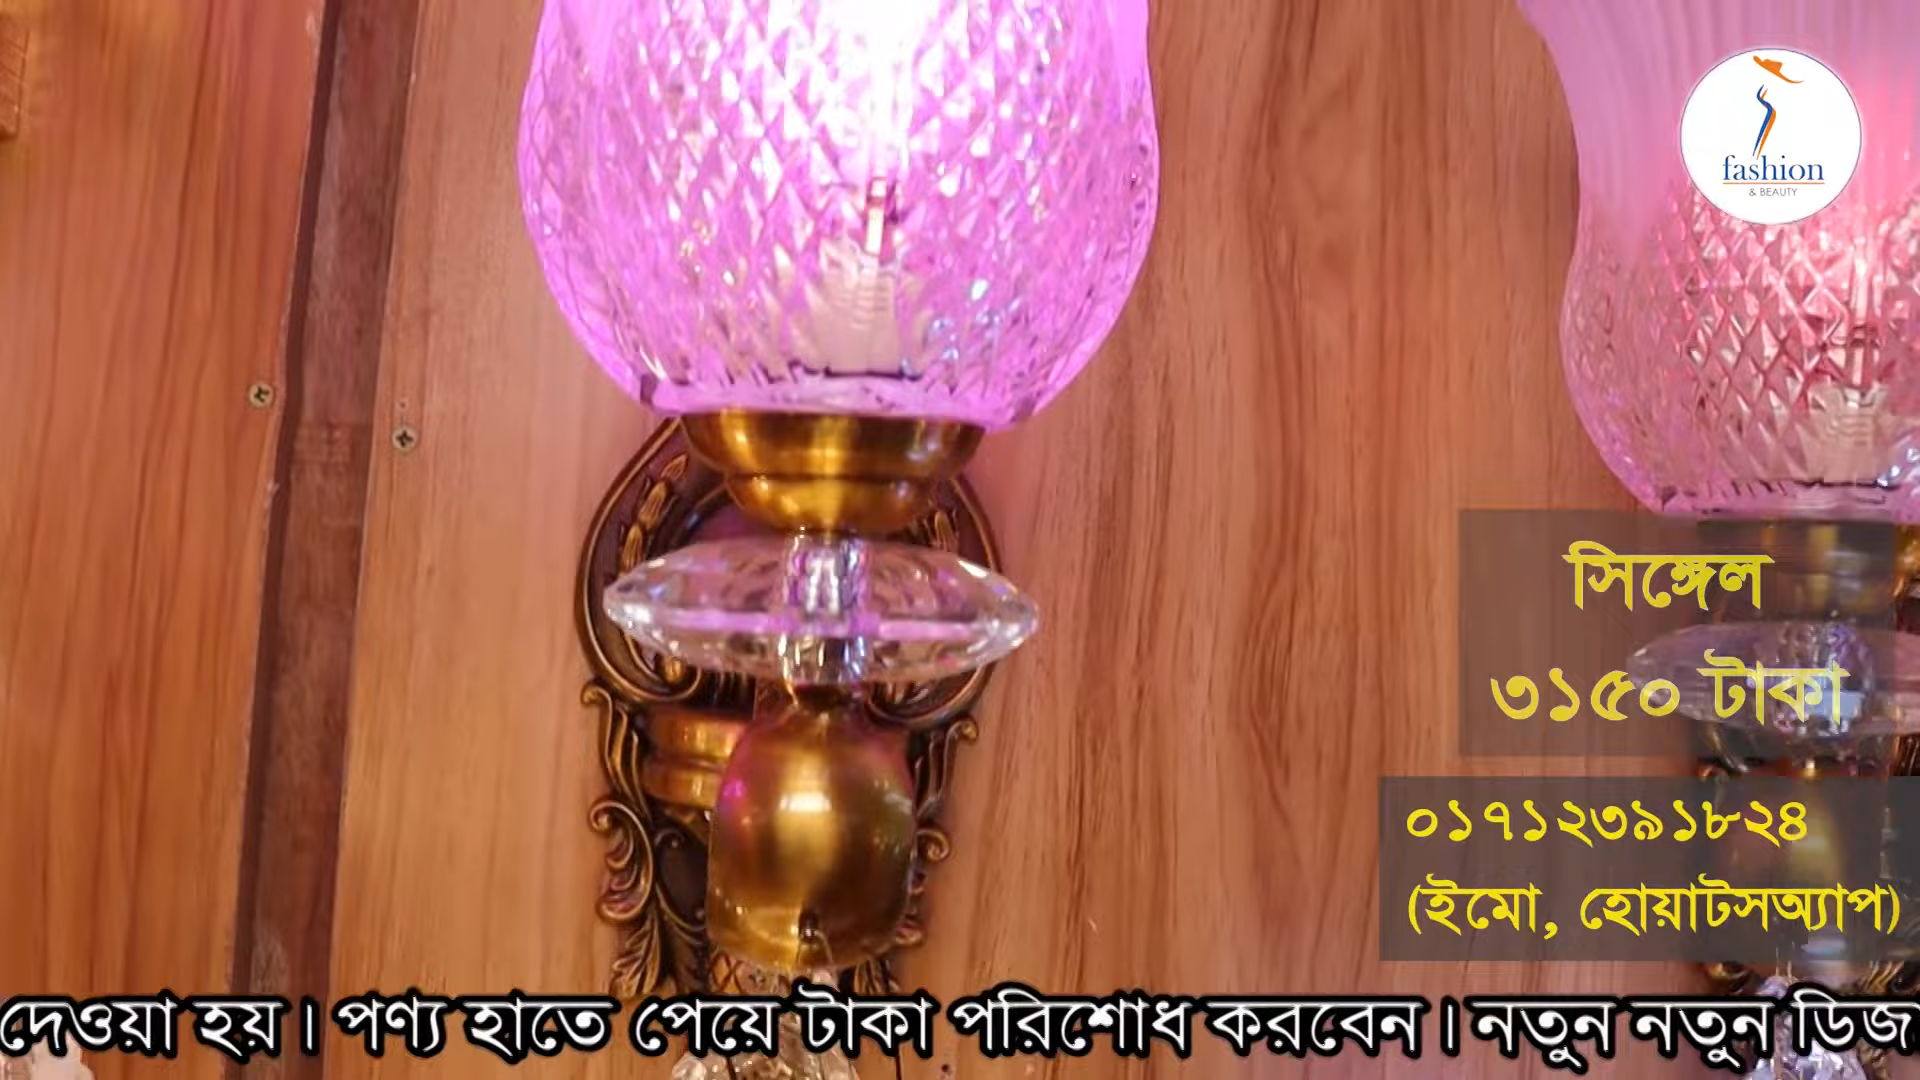 fashion
& BEAUTY
সিঙ্গেল
৩১৫০ টাকা
০১৭১২৩৯১৮২৪
(ইমো, হোয়াটসঅ্যাপ)
দেওয়া হয়। পণ্য হাতে পেয়ে টাকা পরিশোধ করবেন। নতুন নতুন ডিজ